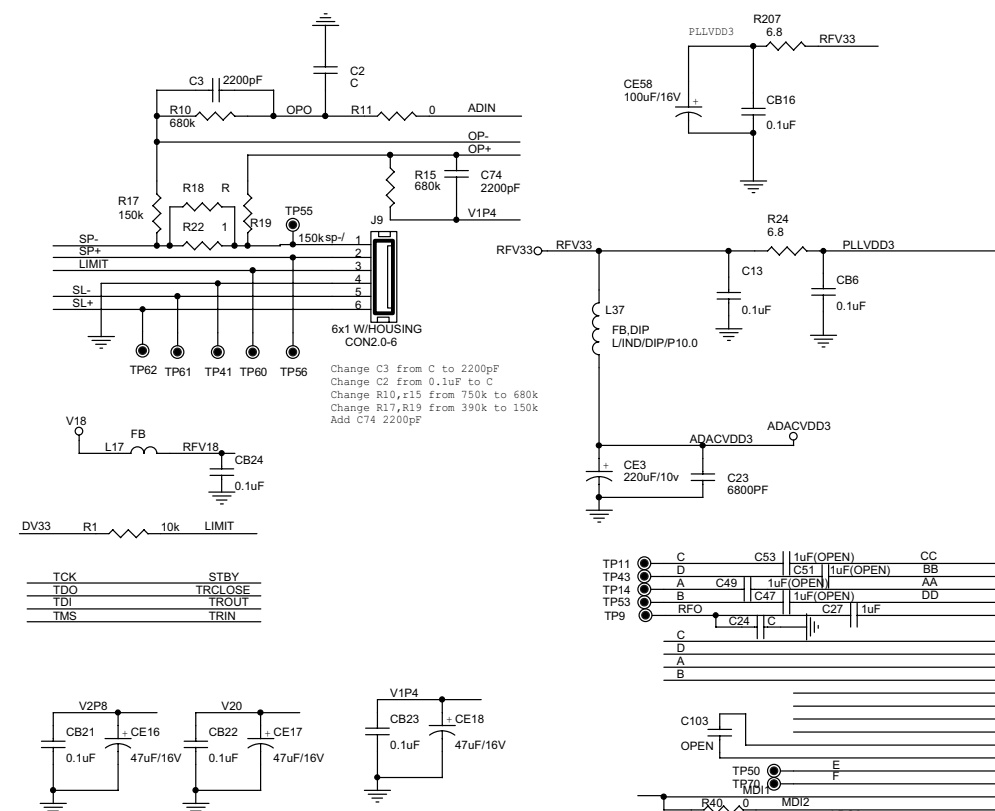 C3 2200pF
R10
680k
OPO
C2
C
R11 0 ADIN
OP-
OP+
R15
680k
C74
2200pF
V1P4
R17
150k
R18 R
R22 1
R19
150k
TP55
sp-/
J9
SP- 1
SP+ 2
LIMIT 3
4
SL- 5
SL+ 6
6x1 W/HOUSING
CON2.0-6
TP62 TP61 TP41 TP60 TP56
Change C3 from C to 2200pF
Change C2 from 0.1uF to C
Change R10,r15 from 750k to 680k
Change R17,R19 from 390k to 150k
Add C74 2200pF
PLLVDD3
R207
6.8
RFV33
CE58
100uF/16V
+
CB16
0.1uF
RFV33 RFV33
R24
6.8
PLLVDD3
C13
0.1uF
CB6
0.1uF
L37
FB,DIP
L/IND/DIP/P10.0
ADACVDD3
ADACVDD3
+
CE3
220uF/10v
C23
6800PF
V18
L17 FB RFV18
CB24
0.1uF
DV33 R1 10k LIMIT
TCK STBY
TDO TRCLOSE
TDI TROUT
TMS TRIN
V2P8
CB21
0.1uF
+ CE16
47uF/16V
V20
CB22
0.1uF
+ CE17
47uF/16V
V1P4
CB23
0.1uF
+ CE18
47uF/16V
TP11 C C53 1uF(OPEN) CC
TP43 D C51 1uF(OPEN) BB
TP14 A C49 1uF(OPEN) AA
TP53 B C47 1uF(OPEN) DD
TP9 RFO C27 1uF
C24 C
C
D
A
B
C103
OPEN
TP50 E
TP70 F
MDI1
R40 0 MDI2